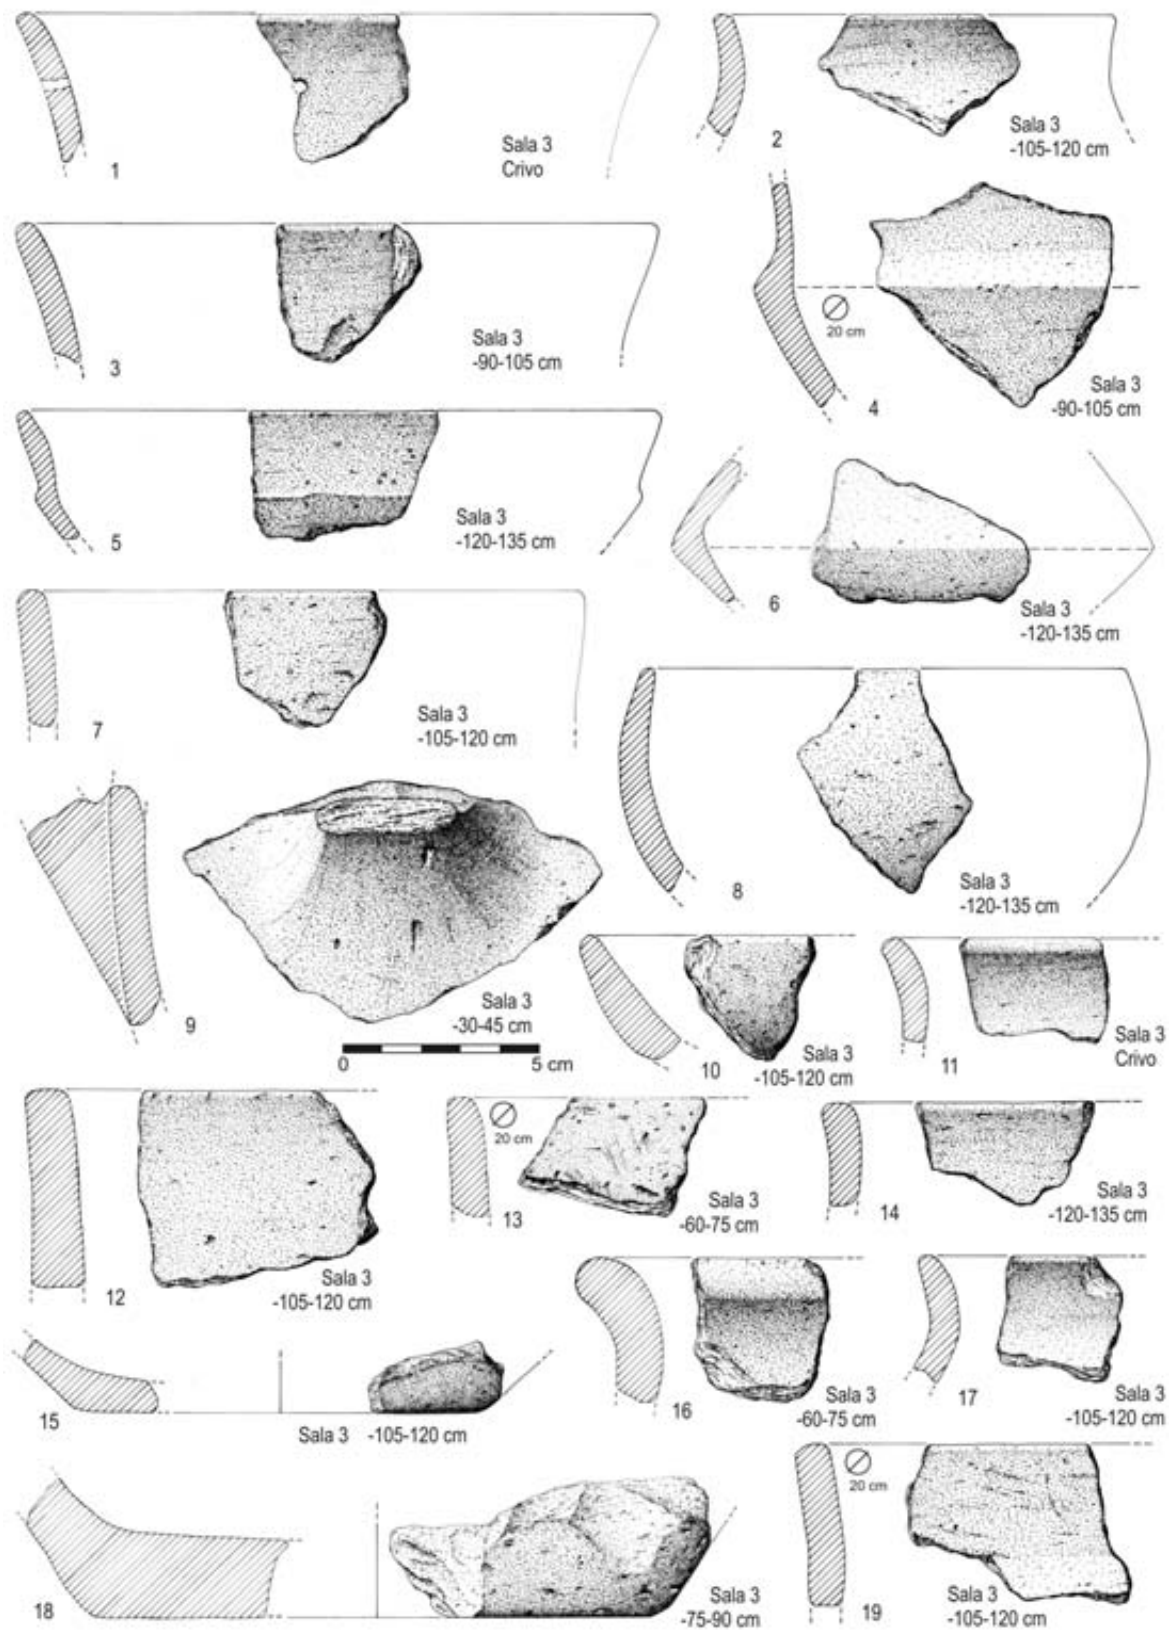 1
Sala 3
Crivo
2
Sala 3
-105-120 cm
3
Sala 3
-90-105 cm
20 cm
4
Sala 3
-90-105 cm
5
Sala 3
-120-135 cm
6
Sala 3
-120-135 cm
7
Sala 3
-105-120 cm
8
Sala 3
-120-135 cm
9
Sala 3
-30-45 cm
0 5 cm
10
Sala 3
-105-120 cm
11
Sala 3
Crivo
12
Sala 3
-105-120 cm
20 cm
13
Sala 3
-60-75 cm
14
Sala 3
-120-135 cm
15
Sala 3 -105-120 cm
16
Sala 3
-60-75 cm
17
Sala 3
-105-120 cm
18
Sala 3
-75-90 cm
20 cm
19
Sala 3
-105-120 cm